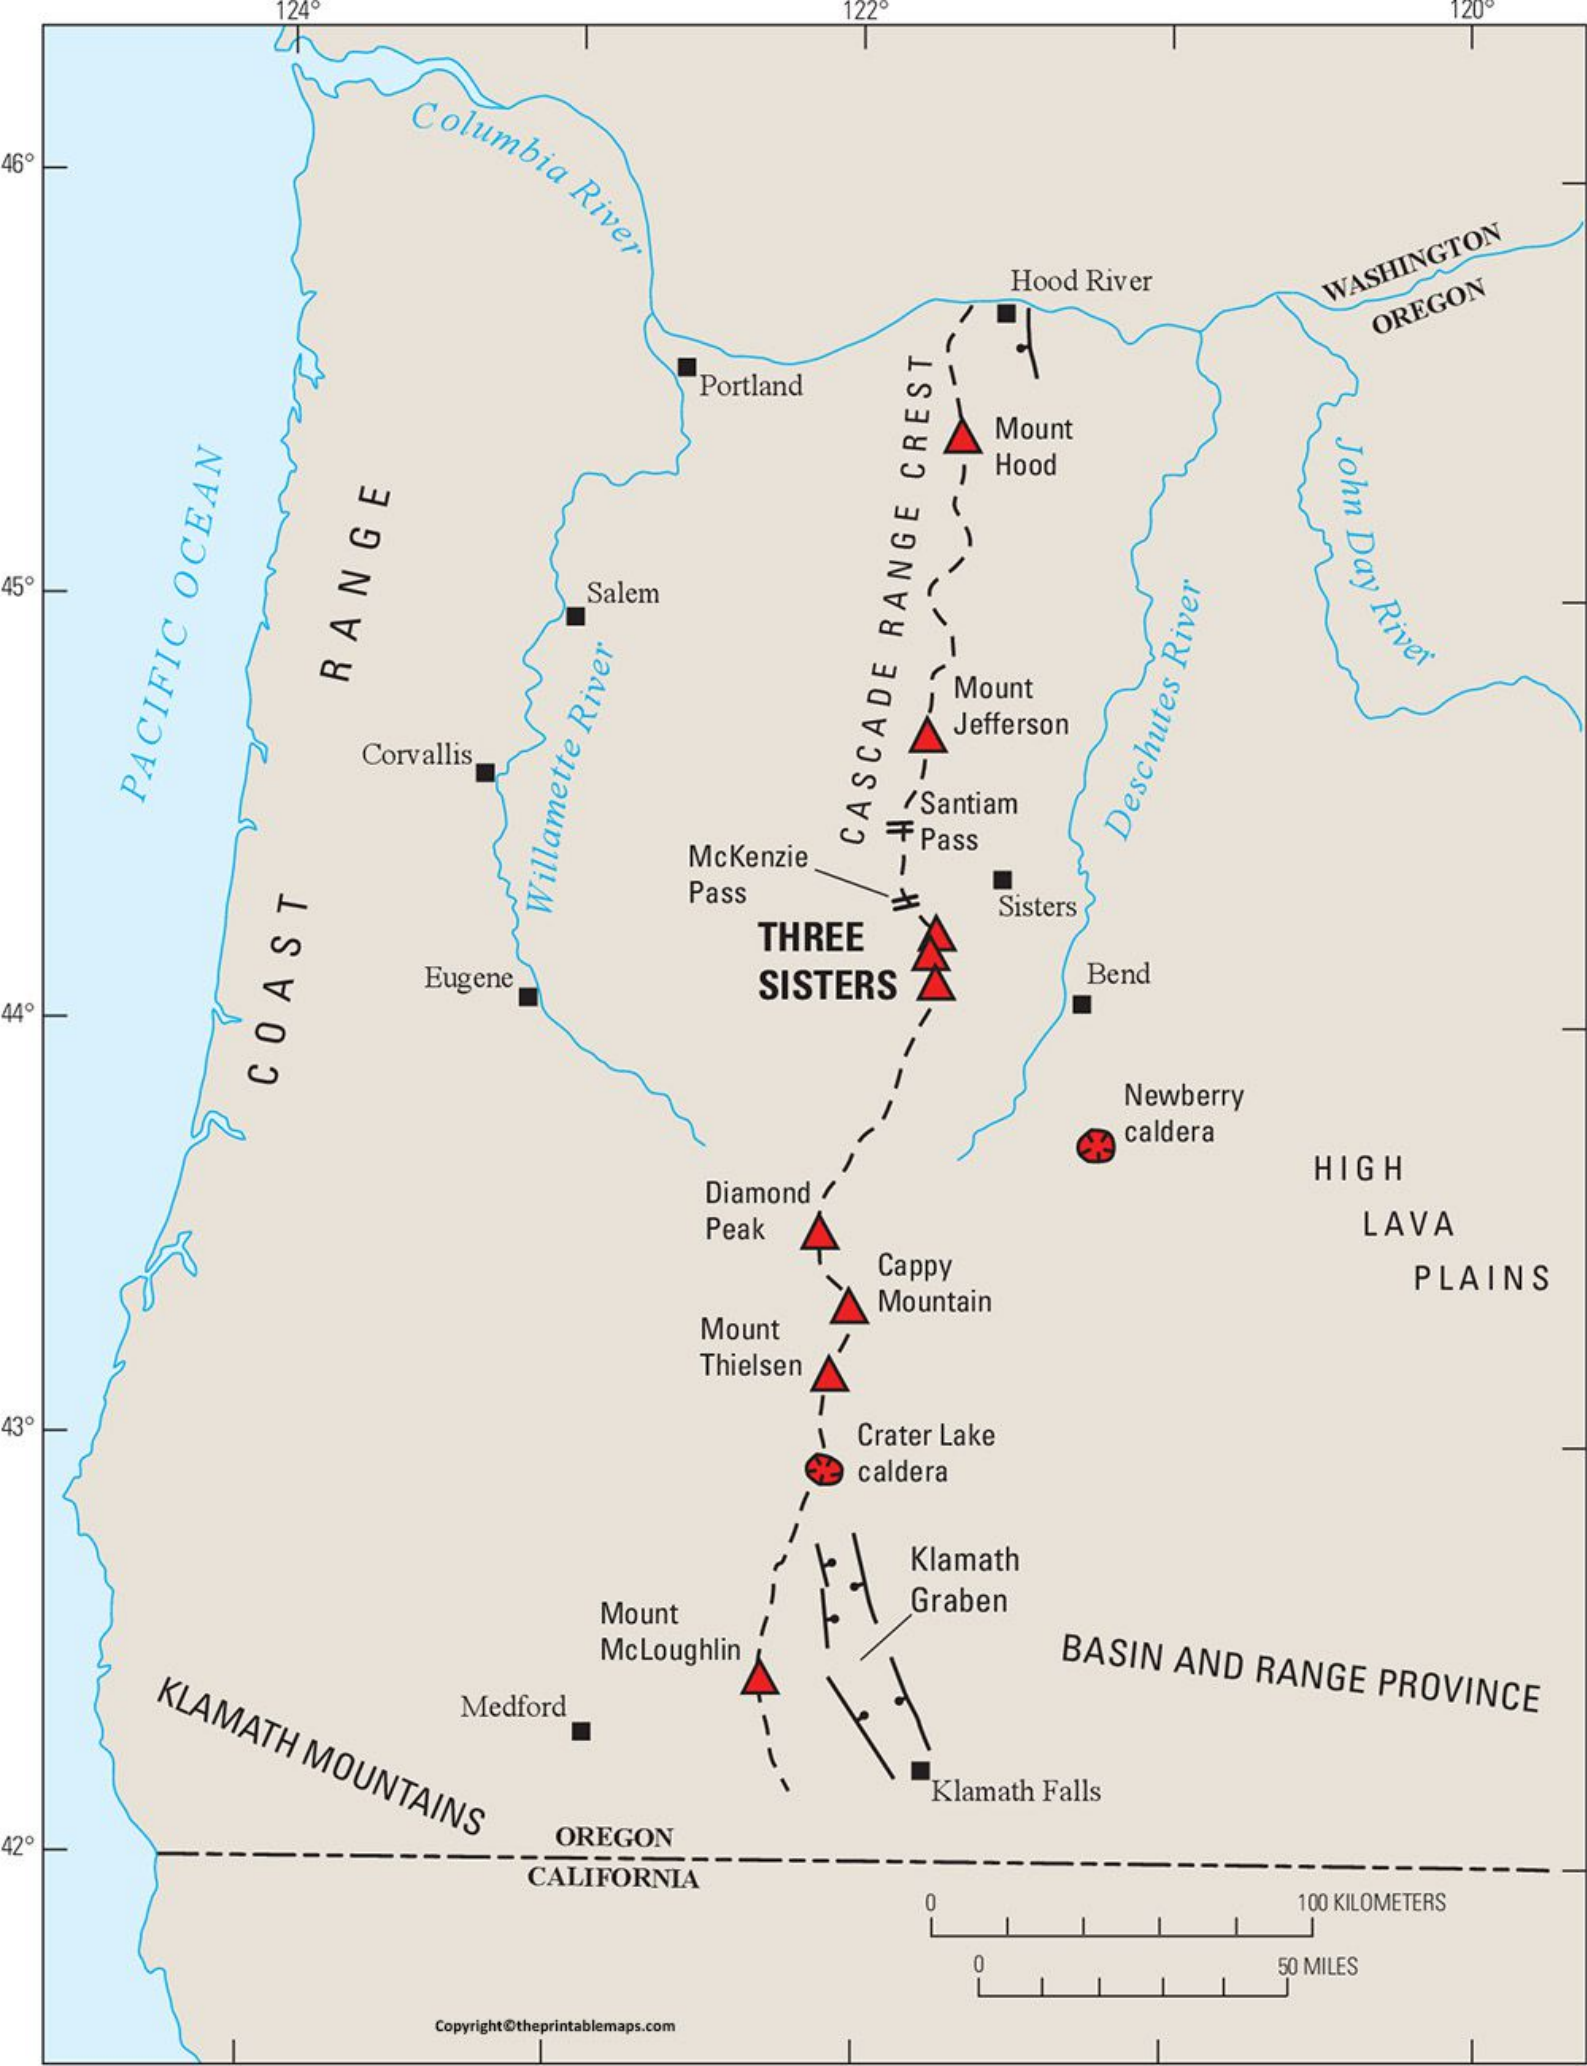 124°
122°
120°
Columbia River
46°
WASHINGTON
OREGON
Hood River
Portland
CASCADE RANGE CREST
Mount
Hood
John Day River
PACIFIC OCEAN
COAST RANGE
45°
Salem
Willamette River
Deschutes River
Mount
Jefferson
Corvallis
Santiam
Pass
McKenzie
Pass
Sisters
THREE
SISTERS
Eugene
Bend
44°
Newberry
caldera
HIGH
LAVA
PLAINS
Diamond
Peak
Cappy
Mountain
Mount
Thielsen
43°
Crater Lake
caldera
Klamath
Graben
Mount
McLoughlin
BASIN AND RANGE PROVINCE
KLAMATH MOUNTAINS
Medford
Klamath Falls
42°
OREGON
CALIFORNIA
0 100 KILOMETERS
0 50 MILES
Copyright©theprintablemaps.com